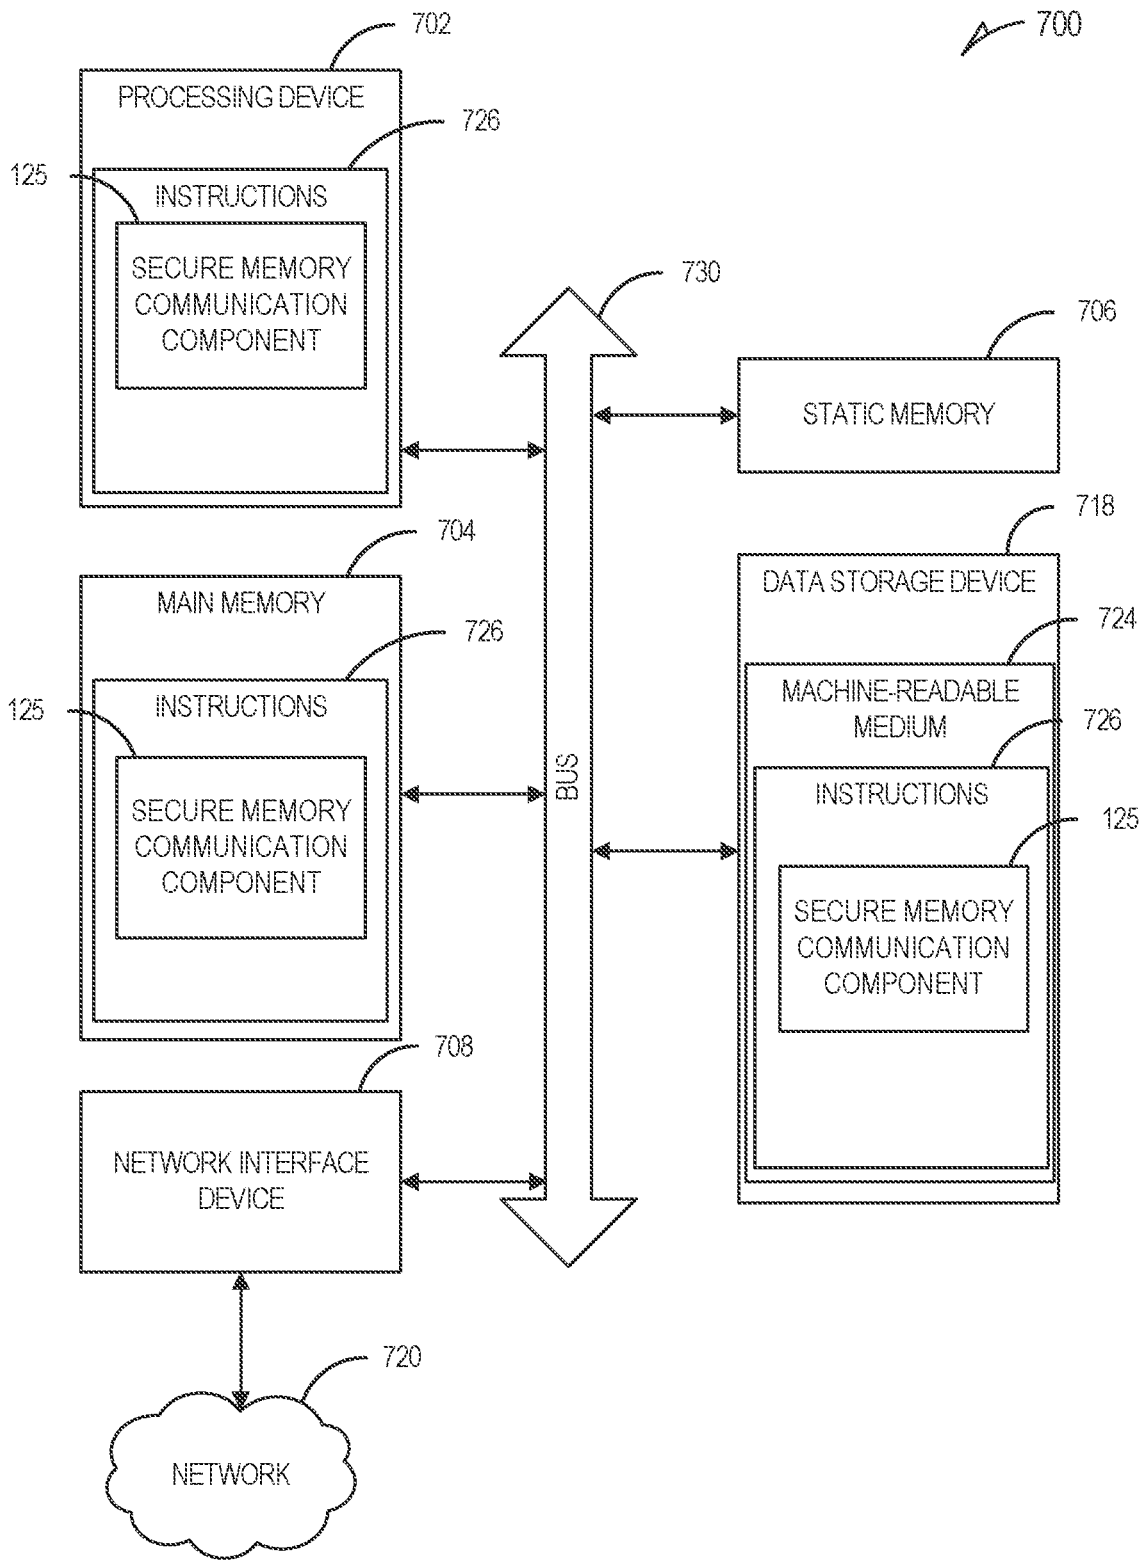 700
702
PROCESSING DEVICE
726
125
INSTRUCTIONS
SECURE MEMORY
COMMUNICATION
COMPONENT
704
MAIN MEMORY
726
125
INSTRUCTIONS
SECURE MEMORY
COMMUNICATION
COMPONENT
708
NETWORK INTERFACE
DEVICE
720
NETWORK
730
BUS
706
STATIC MEMORY
718
DATA STORAGE DEVICE
724
MACHINE-READABLE
MEDIUM
726
INSTRUCTIONS
125
SECURE MEMORY
COMMUNICATION
COMPONENT